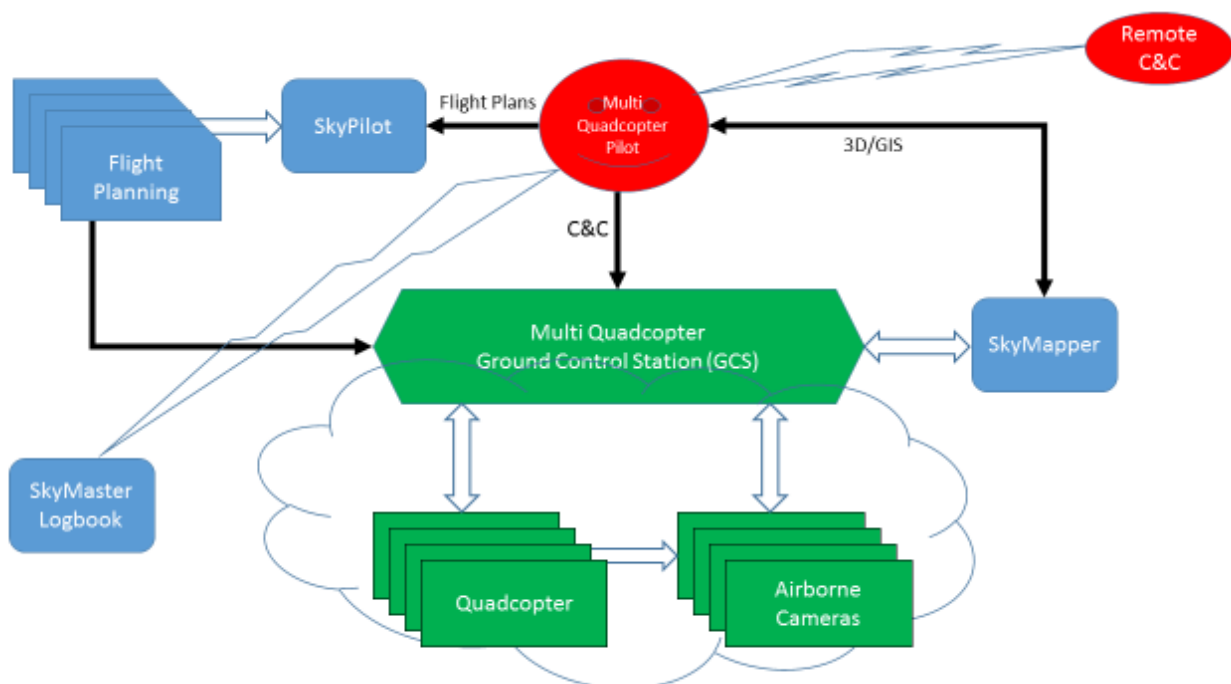 Remote
C&C
Flight Plans
SkyPilot
Multi
Quadcopter
Pilot
3D/GIS
Flight
Planning
C&C
Multi Quadcopter
Ground Control Station (GCS)
SkyMapper
SkyMaster
Logbook
Quadcopter
Airborne
Cameras